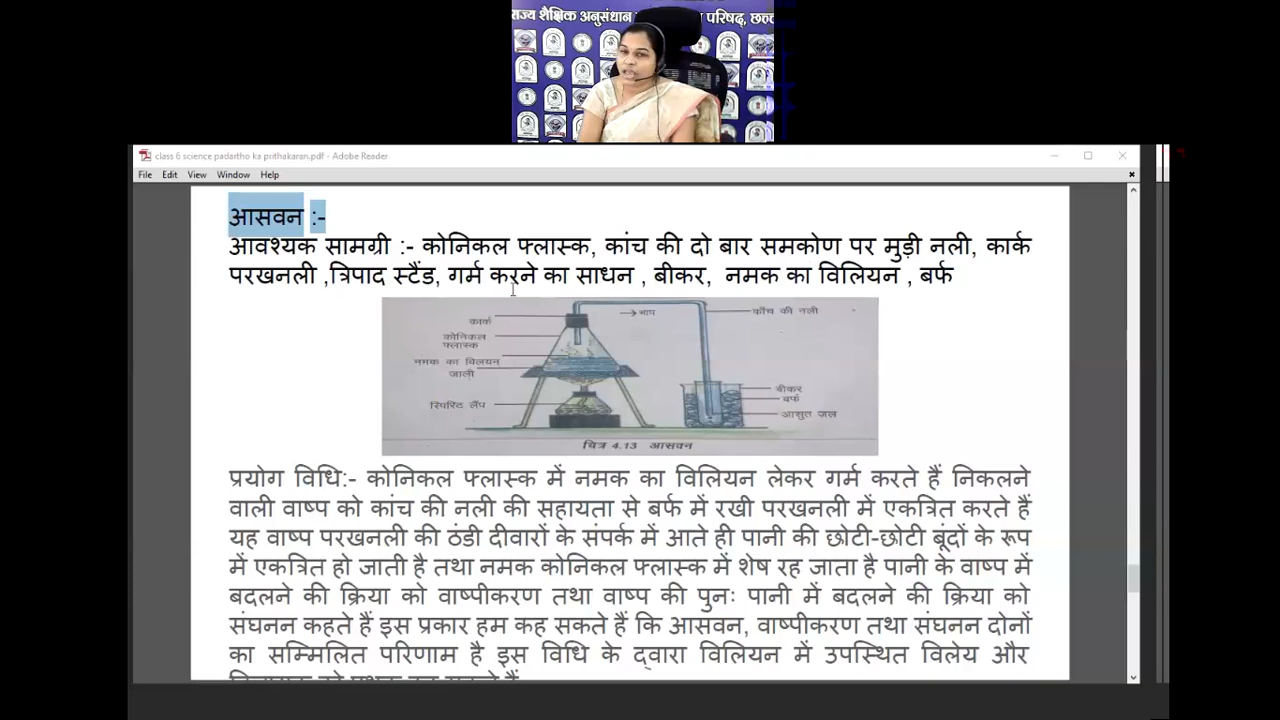 राज्य शैक्षिक अनुसंधान परिषद्, छत्त
class 6 science padartho ka prithakaran.pdf - Adobe Reader
File Edit View Window Help
आसवन :-
आवश्यक सामग्री :- कोनिकल फ्लास्क, कांच की दो बार समकोण पर मुड़ी नली, कार्क
परखनली ,त्रिपाद स्टैंड, गर्म करने का साधन , बीकर, नमक का विलियन , बर्फ
कार्क
भाप
काँच की नली
कोनिकल
फ्लास्क
नमक का विलयन
जाली
बीकर
बर्फ
स्पिरिट लैंप
आसुत जल
चित्र 4.13 आसवन
प्रयोग विधि:- कोनिकल फ्लास्क में नमक का विलियन लेकर गर्म करते हैं निकलने
वाली वाष्प को कांच की नली की सहायता से बर्फ में रखी परखनली में एकत्रित करते हैं
यह वाष्प परखनली की ठंडी दीवारों के संपर्क में आते ही पानी की छोटी-छोटी बूंदों के रूप
में एकत्रित हो जाती है तथा नमक कोनिकल फ्लास्क में शेष रह जाता है पानी के वाष्प में
बदलने की क्रिया को वाष्पीकरण तथा वाष्प की पुनः पानी में बदलने की क्रिया को
संघनन कहते हैं इस प्रकार हम कह सकते हैं कि आसवन, वाष्पीकरण तथा संघनन दोनों
का सम्मिलित परिणाम है इस विधि के द्वारा विलियन में उपस्थित विलेय और